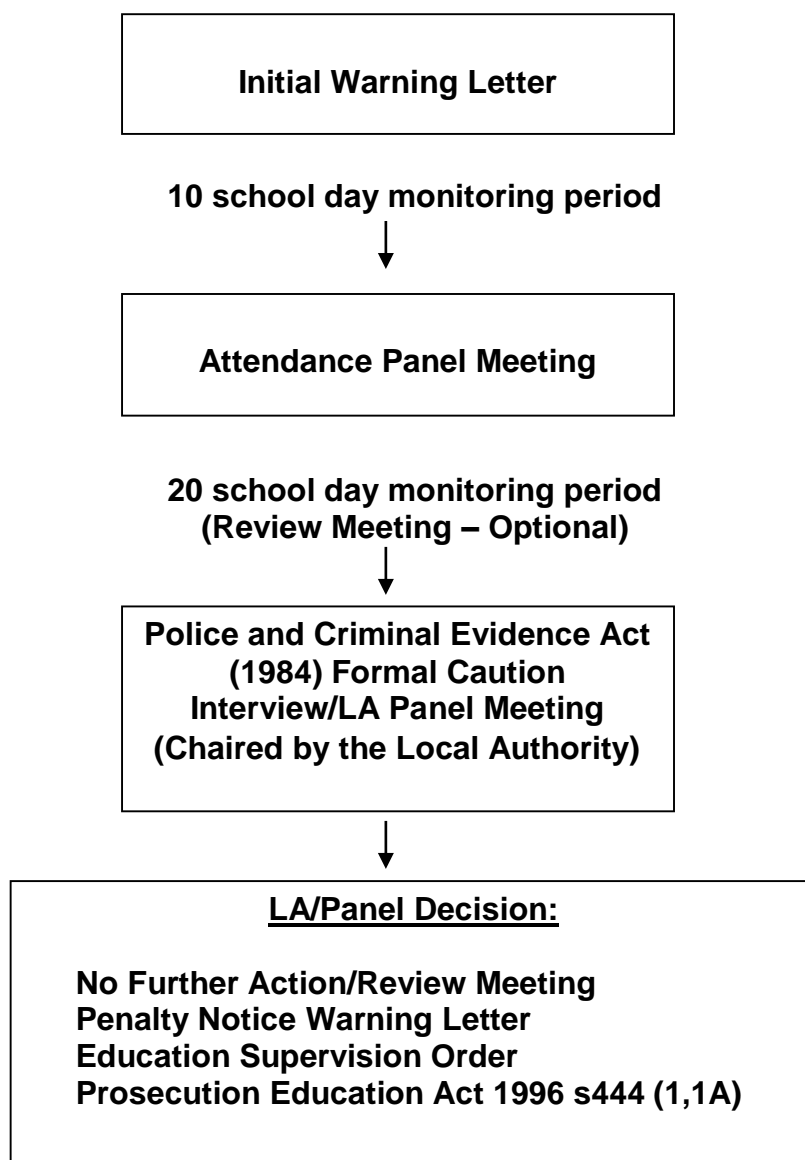 Initial Warning Letter
10 school day monitoring period
Attendance Panel Meeting
20 school day monitoring period
(Review Meeting – Optional)
Police and Criminal Evidence Act
(1984) Formal Caution
Interview/LA Panel Meeting
(Chaired by the Local Authority)
LA/Panel Decision:
No Further Action/Review Meeting
Penalty Notice Warning Letter
Education Supervision Order
Prosecution Education Act 1996 s444 (1,1A)